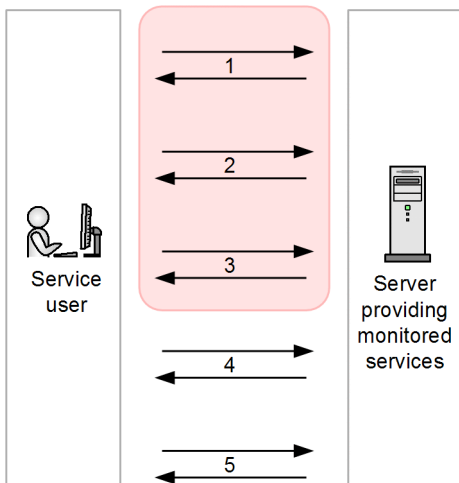 1
2
3
Service
user
Server
providing
monitored
services
4
5